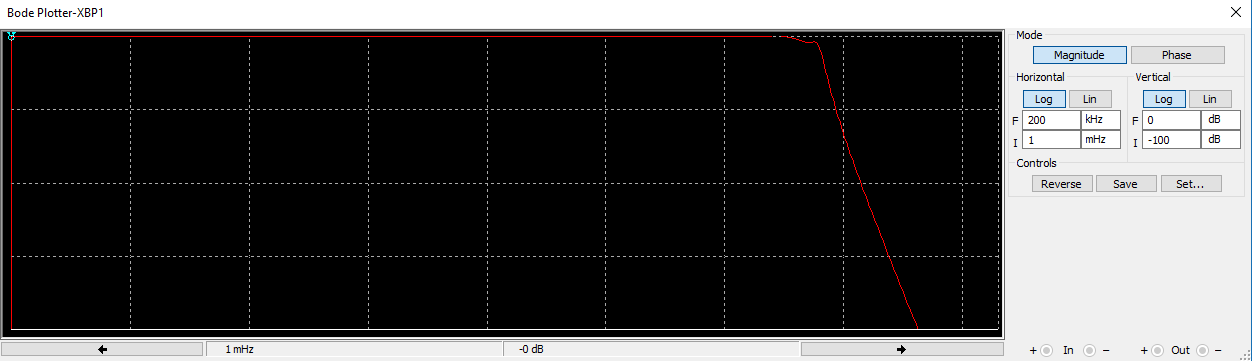 Bode Plotter-XBP1
Mode
Magnitude Phase
Horizontal Vertical
Log Lin Log Lin
F 200 kHz F 0 dB
I 1 mHz I -100 dB
Controls
Reverse Save Set...
1 mHz -0 dB
+ In - + Out -